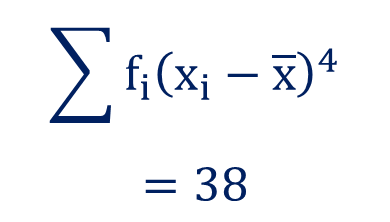 ∑ fᵢ(xᵢ − x̅)⁴
= 38